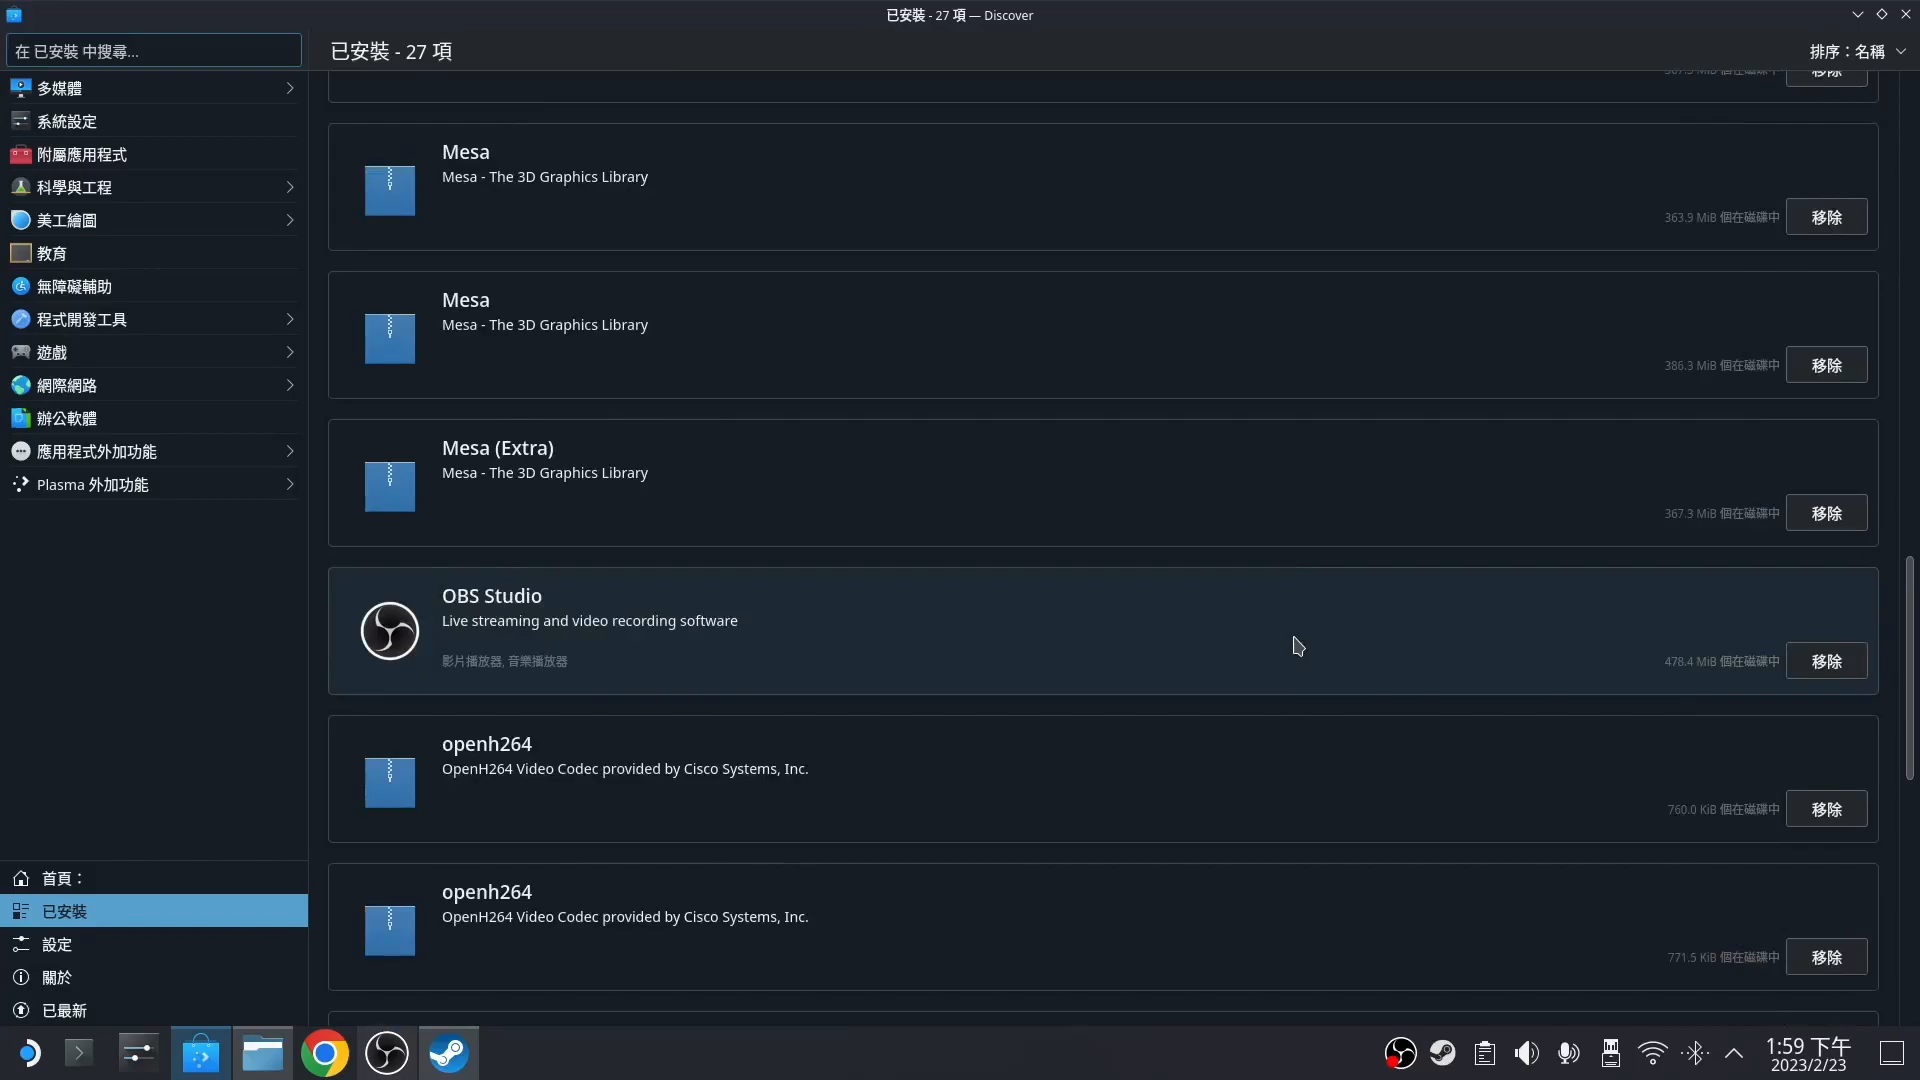 已安裝 - 27 項 — Discover
在 已安裝 中搜尋...
已安裝 - 27 項
排序：名稱
多媒體
系統設定
附屬應用程式
科學與工程
美工繪圖
教育
無障礙輔助
程式開發工具
遊戲
網際網路
辦公軟體
應用程式外加功能
Plasma 外加功能
首頁：
已安裝
設定
關於
已最新
367.3 MiB 個在磁碟中 移除
Mesa
Mesa - The 3D Graphics Library
363.9 MiB 個在磁碟中 移除
Mesa
Mesa - The 3D Graphics Library
386.3 MiB 個在磁碟中 移除
Mesa (Extra)
Mesa - The 3D Graphics Library
367.3 MiB 個在磁碟中 移除
OBS Studio
Live streaming and video recording software
影片播放器, 音樂播放器
478.4 MiB 個在磁碟中 移除
openh264
OpenH264 Video Codec provided by Cisco Systems, Inc.
760.0 KiB 個在磁碟中 移除
openh264
OpenH264 Video Codec provided by Cisco Systems, Inc.
771.5 KiB 個在磁碟中 移除
1:59 下午
2023/2/23